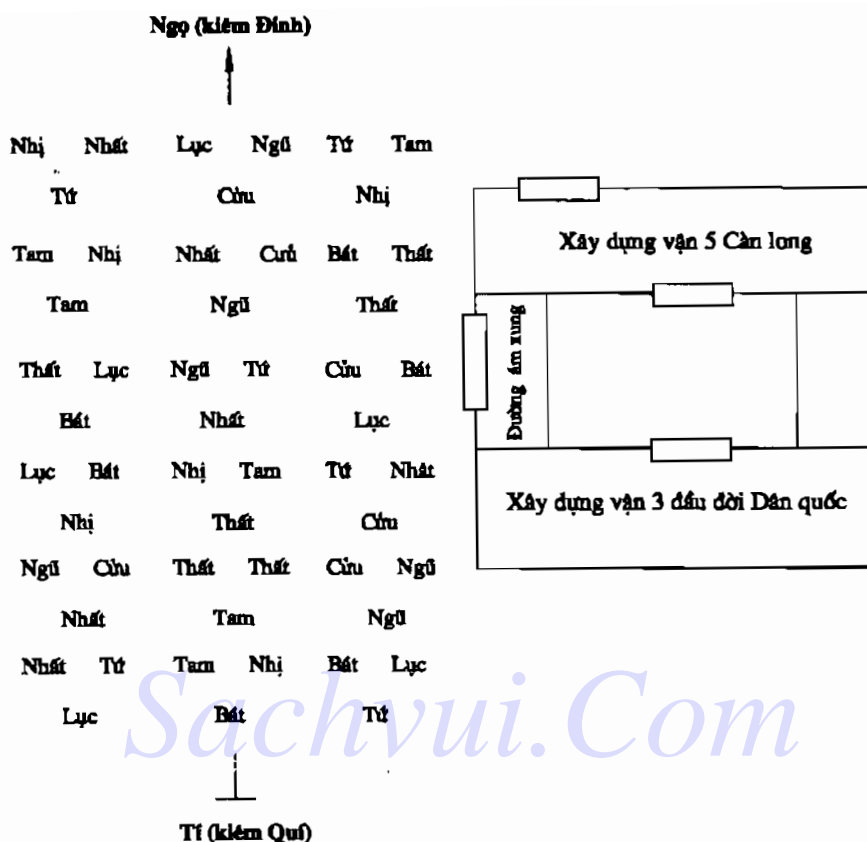 Ngọ (kiêm Đinh)
Nhị Nhất Lục Ngũ Tứ Tam
Tứ Cửu Nhị
Tam Nhị Nhất Cửu Bát Thất
Tam Ngũ Thất
Thất Lục Ngũ Tứ Cửu Bát
Bát Nhất Lục
Lục Bát Nhị Tam Tứ Nhât
Nhị Thất Cửu
Ngũ Cửu Thất Thất Cửu Ngũ
Nhất Tam Ngũ
Nhất Tứ Tam Nhị Bát Lục
Lục Bát Tứ
Tí (kiêm Quí)
Xây dựng vận 5 Càn long
Đường ám xung
Xây dựng vận 3 đầu đời Dân quốc
Sachvui.Com